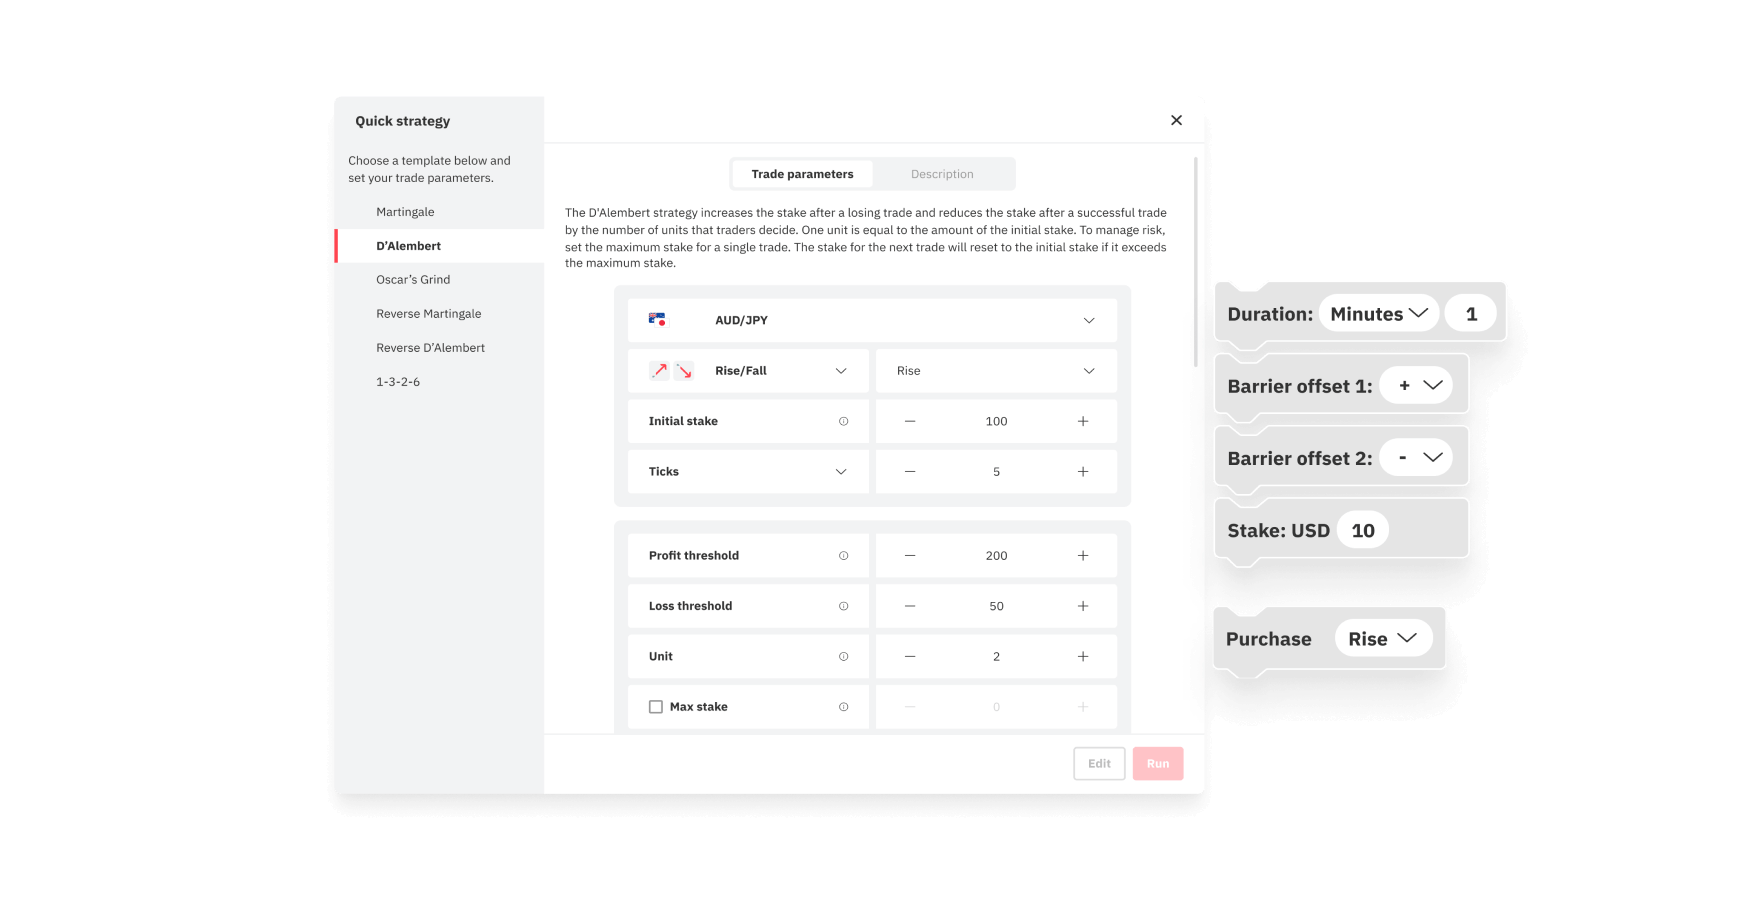 Quick strategy
Choose a template below and
set your trade parameters.
Martingale
D’Alembert
Oscar’s Grind
Reverse Martingale
Reverse D’Alembert
1-3-2-6
Trade parameters
Description
The D'Alembert strategy increases the stake after a losing trade and reduces the stake after a successful trade
by the number of units that traders decide. One unit is equal to the amount of the initial stake. To manage risk,
set the maximum stake for a single trade. The stake for the next trade will reset to the initial stake if it exceeds
the maximum stake.
AUD/JPY
Rise/Fall
Rise
Initial stake
100
Ticks
5
Profit threshold
200
Loss threshold
50
Unit
2
Max stake
0
Edit
Run
Duration: Minutes 1
Barrier offset 1: +
Barrier offset 2: -
Stake: USD 10
Purchase Rise